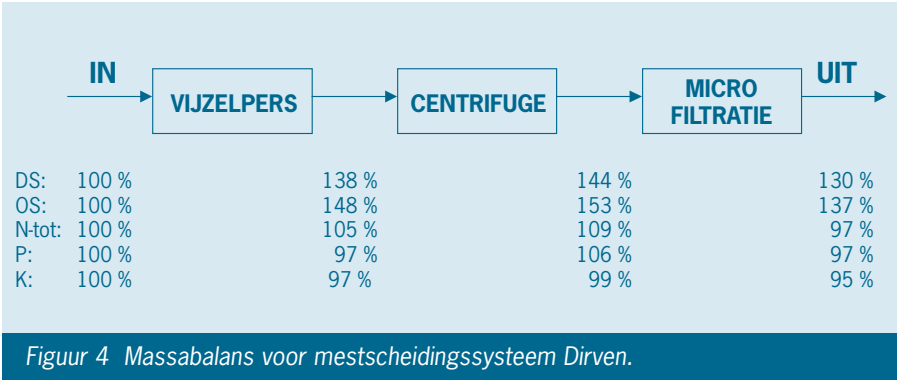 IN
UIT
VIJZELPERS
CENTRIFUGE
MICRO
FILTRATIE
DS: 100 % 138 % 144 % 130 %
OS: 100 % 148 % 153 % 137 %
N-tot: 100 % 105 % 109 % 97 %
P: 100 % 97 % 106 % 97 %
K: 100 % 97 % 99 % 95 %
Figuur 4 Massabalans voor mestscheidingssysteem Dirven.